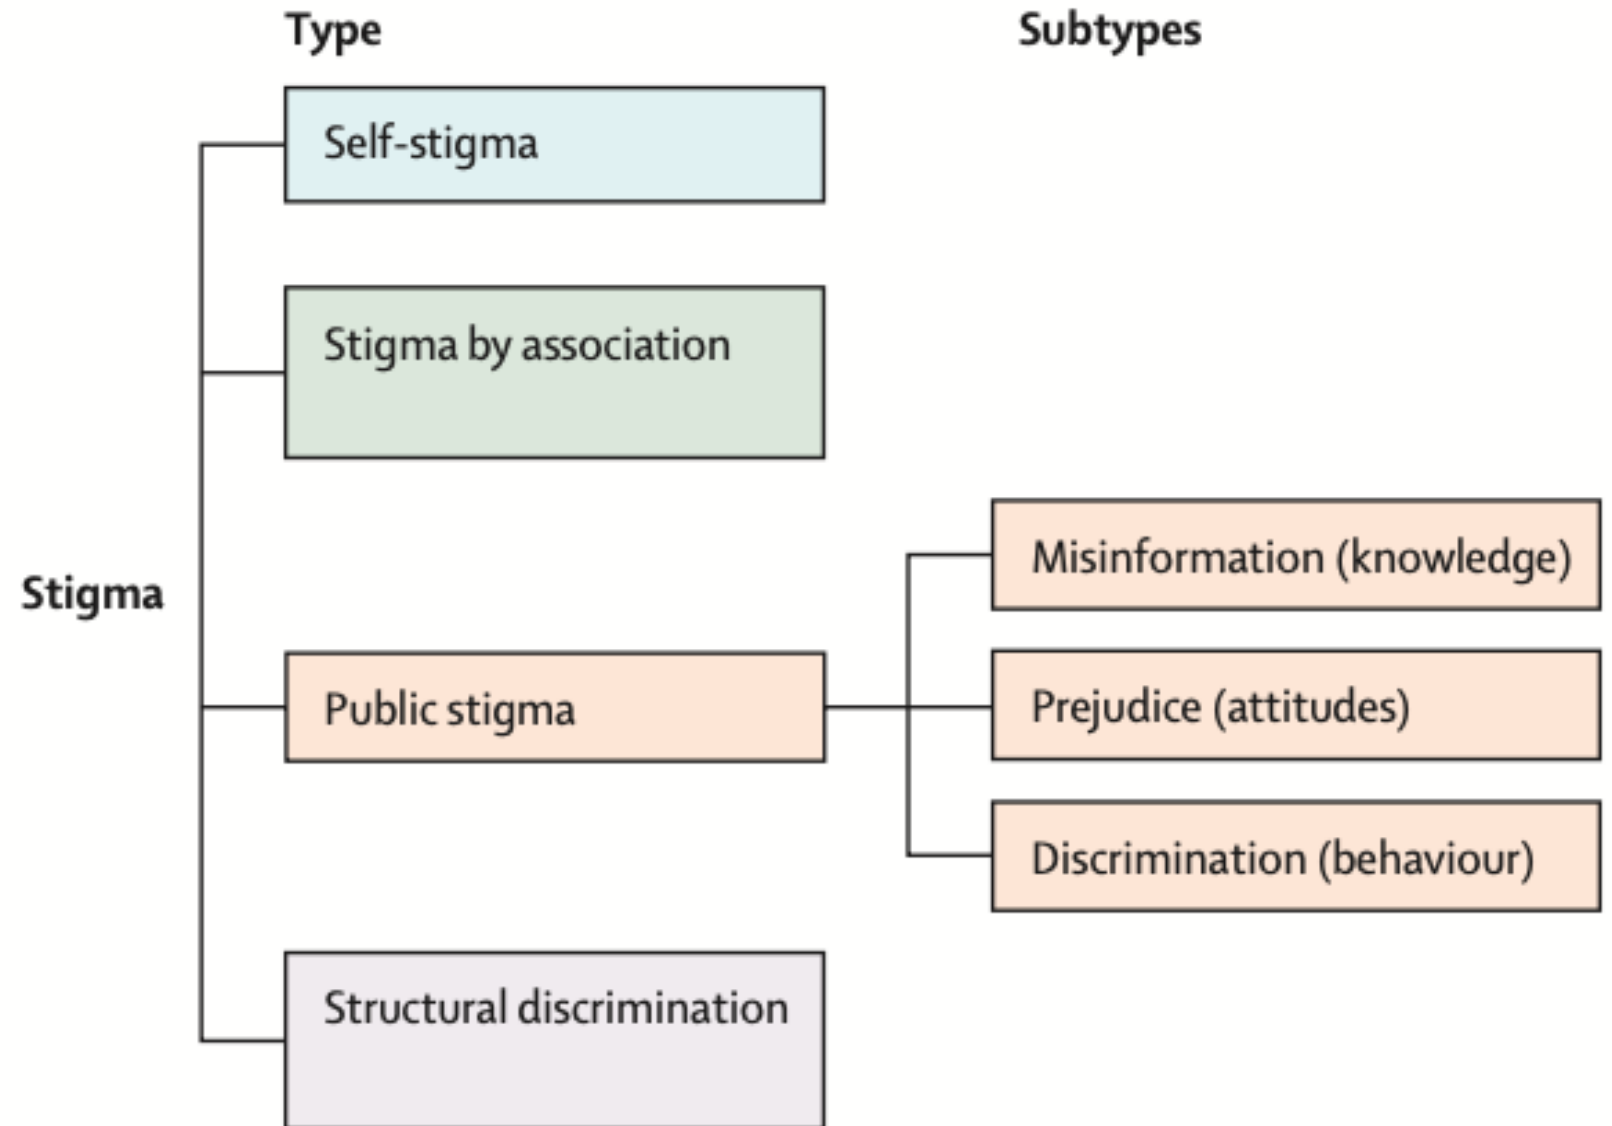 Type
Subtypes
Self-stigma
Stigma by association
Misinformation (knowledge)
Stigma
Public stigma
Prejudice (attitudes)
Discrimination (behaviour)
Structural discrimination